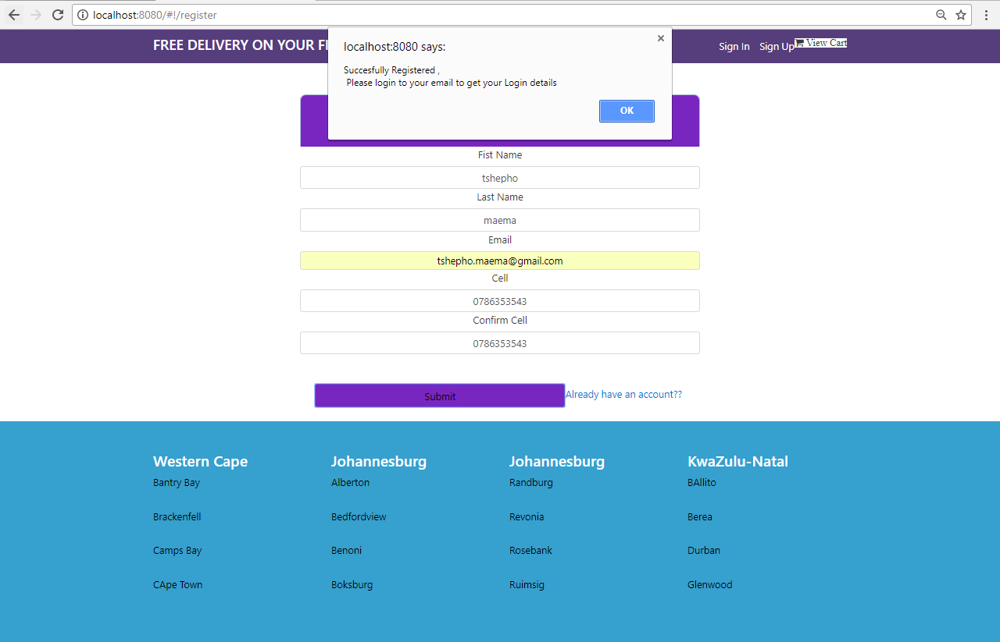 localhost:8080/#!/register
FREE DELIVERY ON YOUR
Sign In
Sign Up
View Cart
localhost:8080 says:
Succesfully Registered ,
Please login to your email to get your Login details
OK
Fist Name
tshepho
Last Name
maema
Email
tshepho.maema@gmail.com
Cell
0786353543
Confirm Cell
0786353543
Submit
Already have an account??
Western Cape
Bantry Bay
Brackenfell
Camps Bay
CApe Town
Johannesburg
Alberton
Bedfordview
Benoni
Boksburg
Johannesburg
Randburg
Revonia
Rosebank
Ruimsig
KwaZulu-Natal
BAllito
Berea
Durban
Glenwood